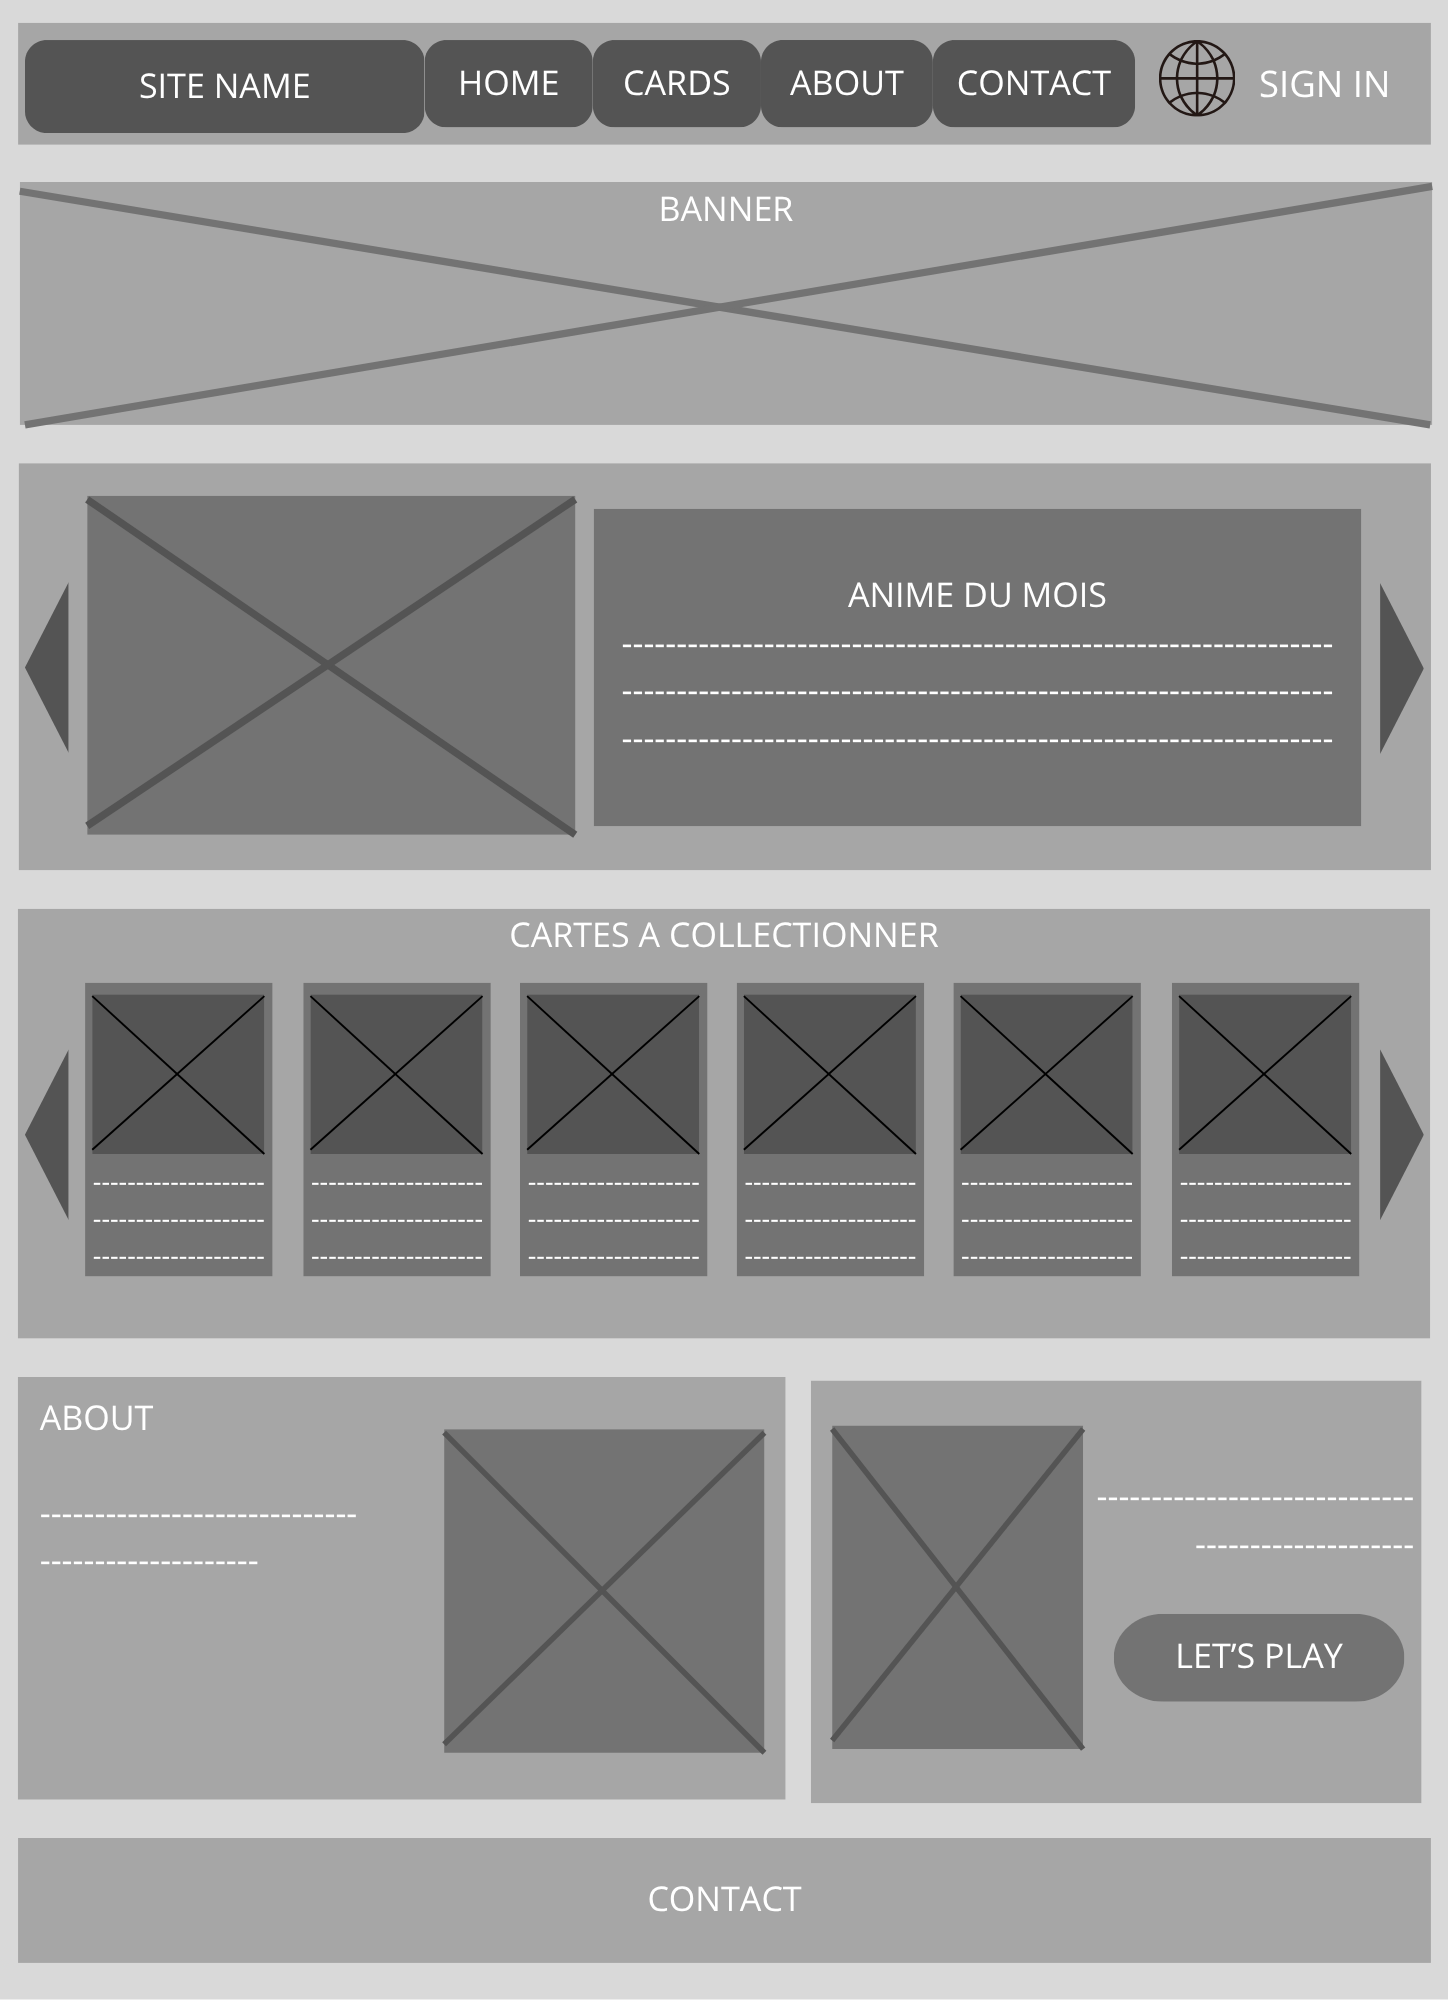 SITE NAME
HOME
CARDS
ABOUT
CONTACT
SIGN IN
BANNER
ANIME DU MOIS
CARTES A COLLECTIONNER
ABOUT
LET’S PLAY
CONTACT